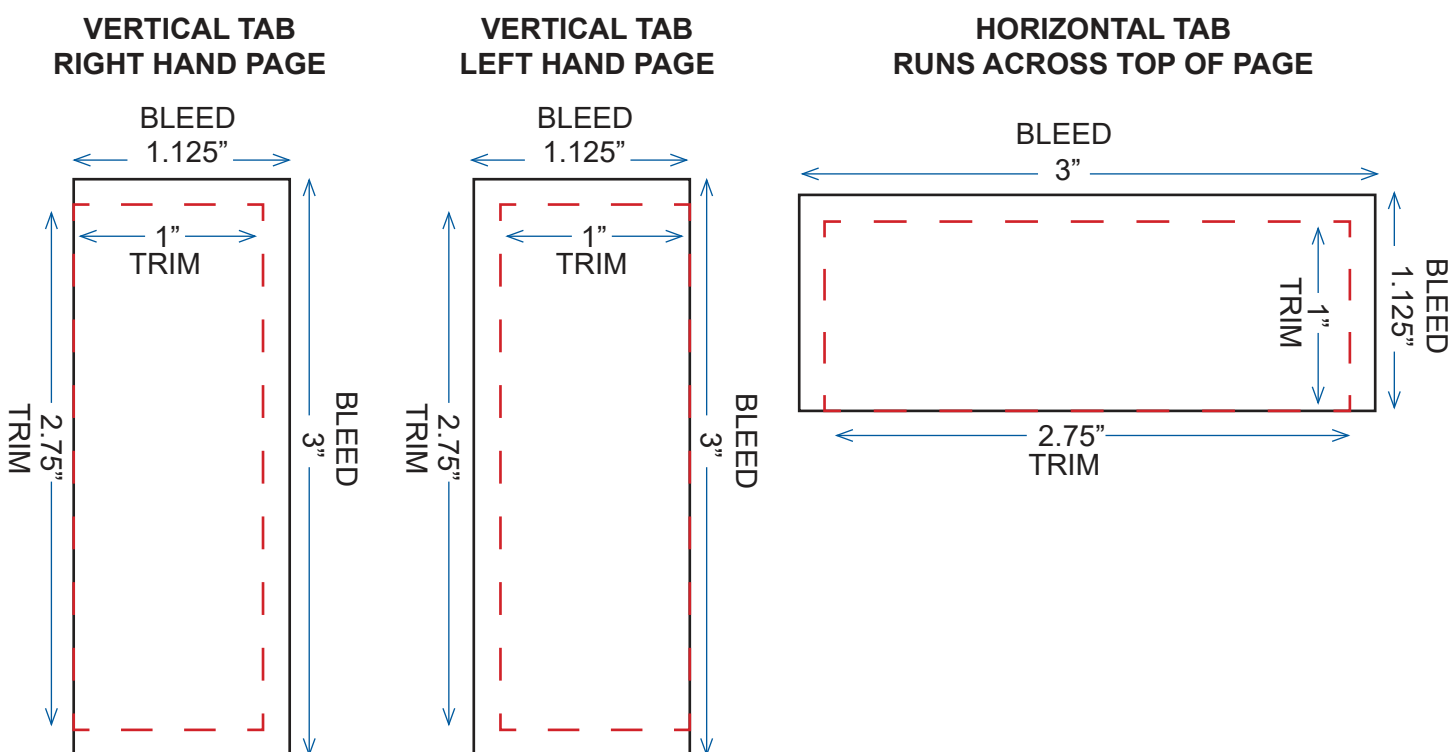 VERTICAL TAB
RIGHT HAND PAGE
BLEED
1.125”
1”
TRIM
2.75”
TRIM
BLEED
3”
VERTICAL TAB
LEFT HAND PAGE
BLEED
1.125”
1”
TRIM
2.75”
TRIM
BLEED
3”
HORIZONTAL TAB
RUNS ACROSS TOP OF PAGE
BLEED
3”
1”
TRIM
BLEED
1.125”
2.75”
TRIM